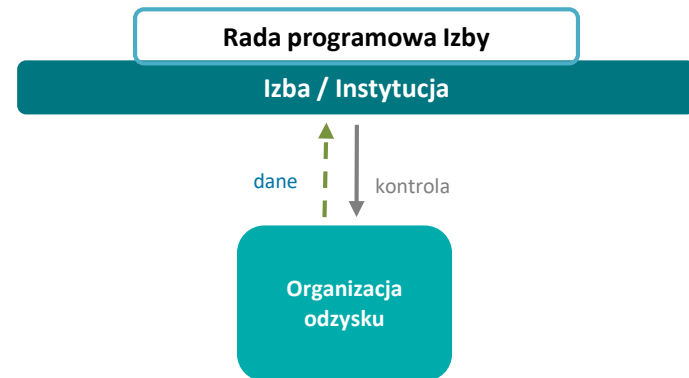 Rada programowa Izby
Izba / Instytucja
dane
kontrola
Organizacja
odzysku